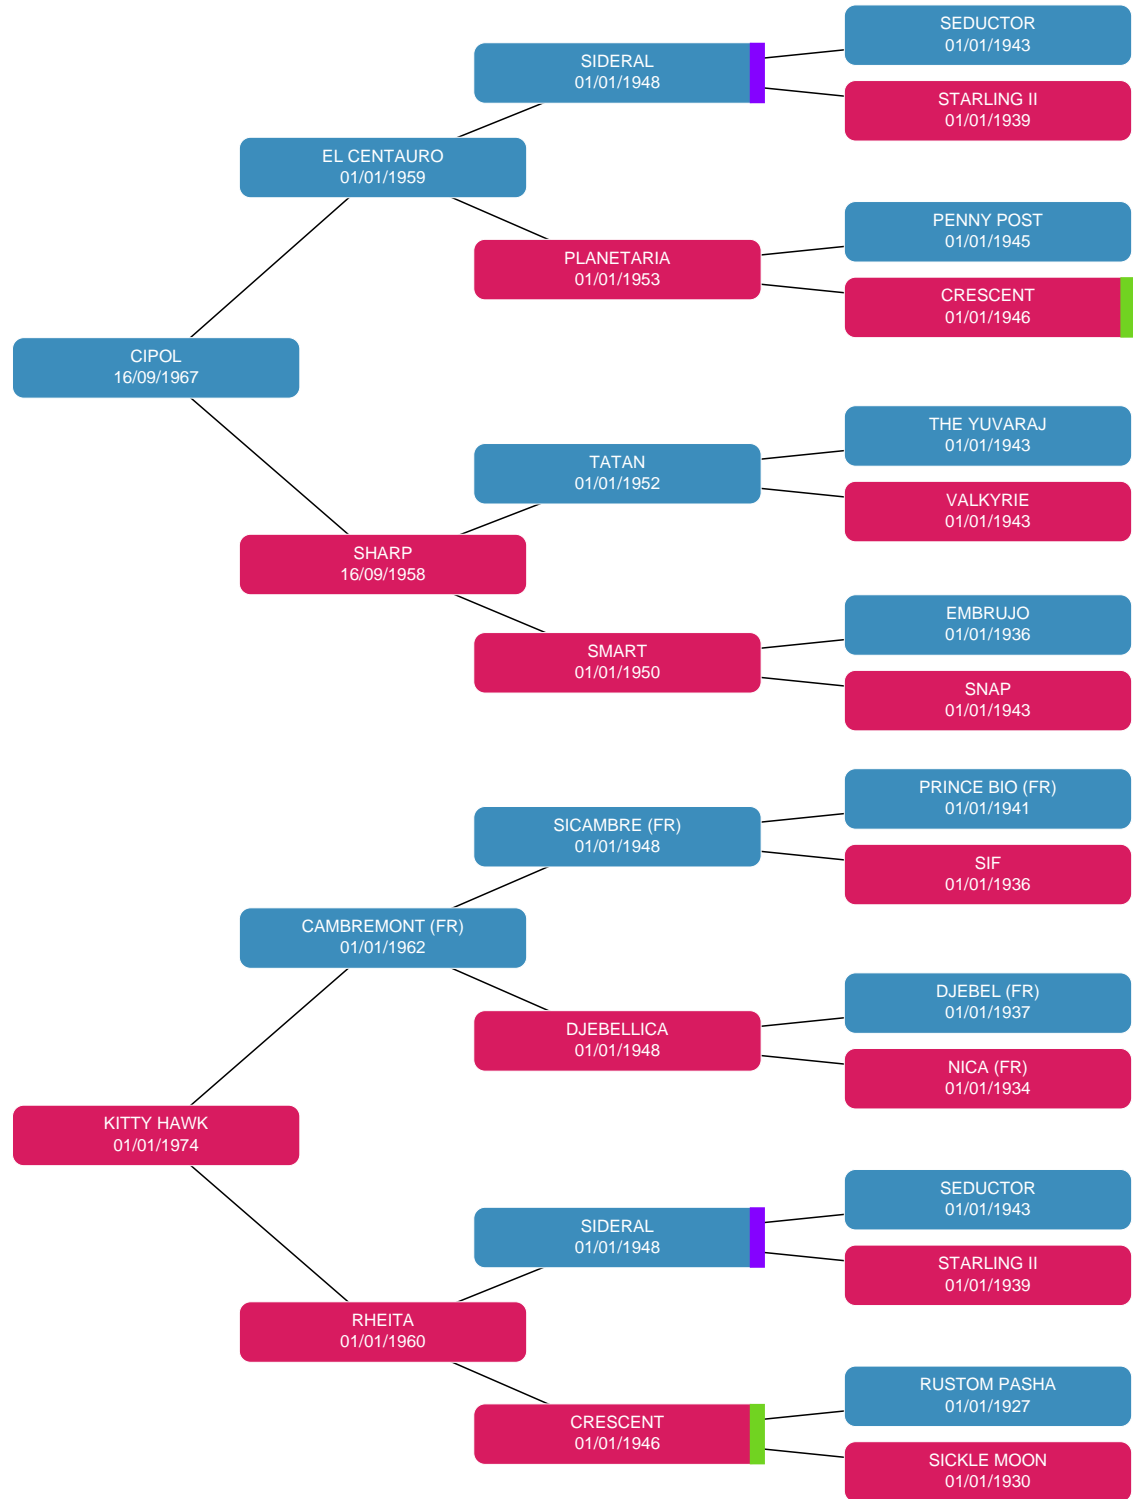 SEDUCTOR
01/01/1943
SIDERAL
01/01/1948
STARLING II
01/01/1939
EL CENTAURO
01/01/1959
PENNY POST
01/01/1945
PLANETARIA
01/01/1953
CRESCENT
01/01/1946
CIPOL
16/09/1967
THE YUVARAJ
01/01/1943
TATAN
01/01/1952
VALKYRIE
01/01/1943
SHARP
16/09/1958
EMBRUJO
01/01/1936
SMART
01/01/1950
SNAP
01/01/1943
PRINCE BIO (FR)
01/01/1941
SICAMBRE (FR)
01/01/1948
SIF
01/01/1936
CAMBREMONT (FR)
01/01/1962
DJEBEL (FR)
01/01/1937
DJEBELLICA
01/01/1948
NICA (FR)
01/01/1934
KITTY HAWK
01/01/1974
SEDUCTOR
01/01/1943
SIDERAL
01/01/1948
STARLING II
01/01/1939
RHEITA
01/01/1960
RUSTOM PASHA
01/01/1927
CRESCENT
01/01/1946
SICKLE MOON
01/01/1930